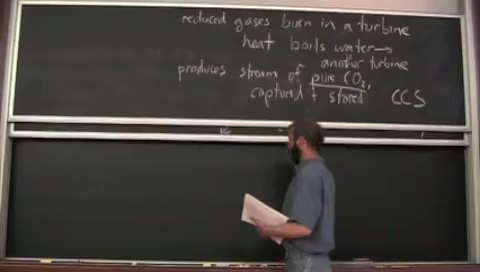 reduced gases burn in a turbine
heat boils water→
another turbine
produces stream of pure CO2,
captured + stored CCS